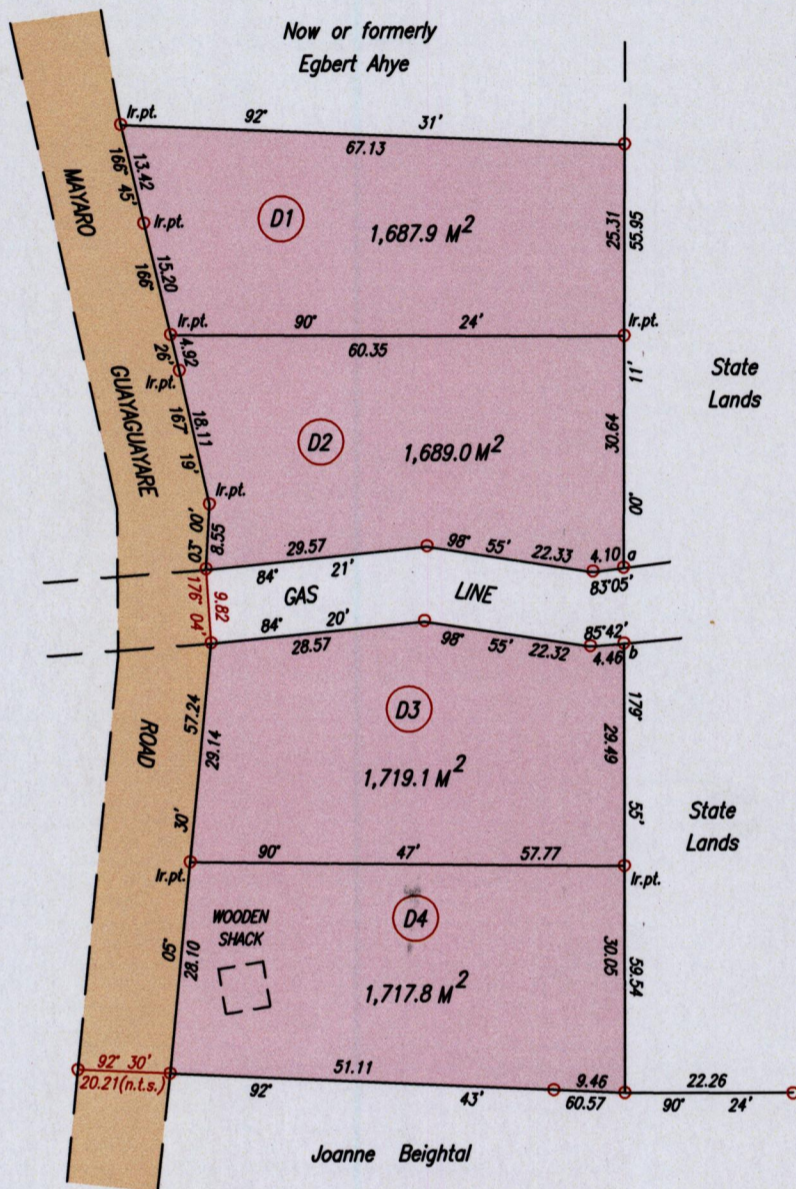 Now or formerly
Egbert Ahye
Ir.pt.
92° 31'
67.13
166° 45'
13.42
MAYARO
Ir.pt.
D1
1,687.9 M²
25.31
55.95
15.20
166°
Ir.pt.
90° 24'
60.35
Ir.pt.
4.92
26'
Ir.pt.
11'
State
Lands
GUAYAGUAYARE
18.11
167° 19'
D2
1,689.0 M²
30.64
Ir.pt.
00°
03° 00'
8.55
29.57
84° 21'
98° 55'
22.33
4.10
a
83°05'
GAS LINE
176° 04'
9.82
84° 20'
28.57
98° 55'
22.32
85°42'
4.46
b
ROAD
57.24
29.14
D3
1,719.1 M²
179°
29.49
55'
State
Lands
30'
90° 47'
57.77
Ir.pt.
Ir.pt.
WOODEN
SHACK
D4
1,717.8 M²
05°
28.10
30.05
59.54
92° 30'
20.21(n.t.s.)
51.11
92° 43'
9.46
60.57
22.26
90° 24'
Joanne Beightal